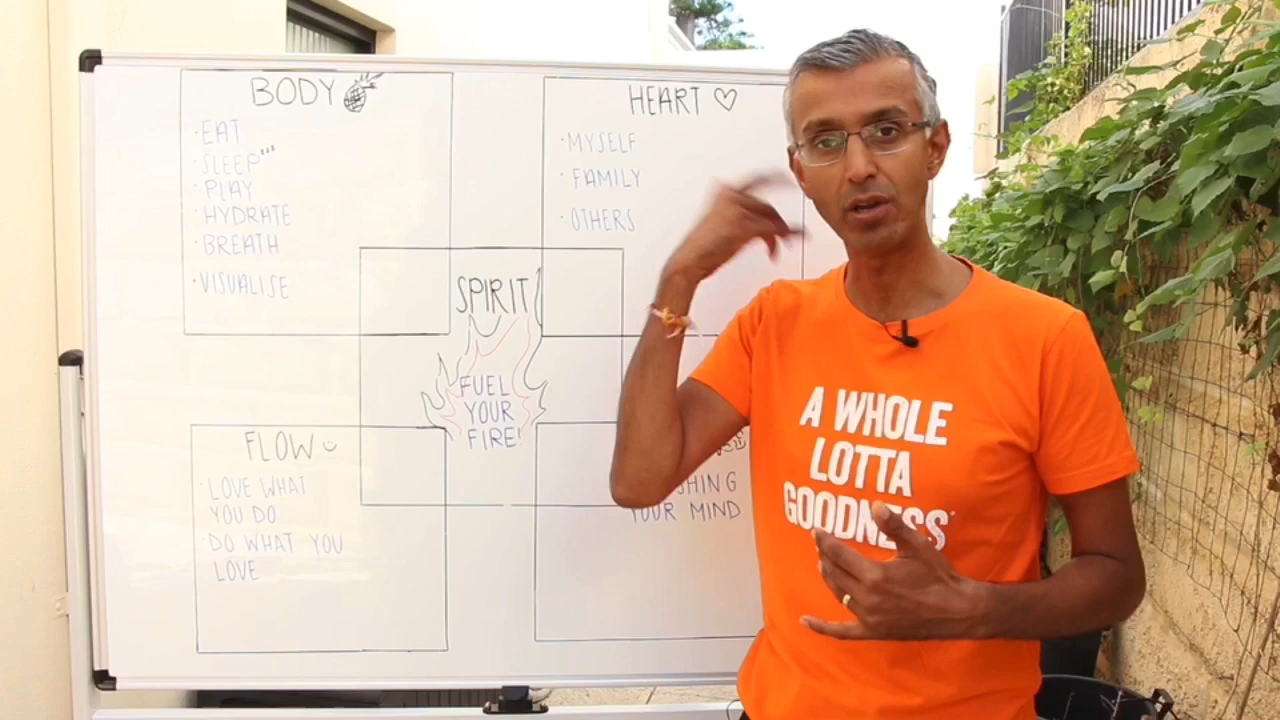 BODY
·EAT
·SLEEP
·PLAY
·HYDRATE
·BREATH
·VISUALISE
HEART
·MYSELF
·FAMILY
·OTHERS
SPIRIT
FUEL
YOUR
FIRE!
FLOW
·LOVE WHAT
YOU DO
·DO WHAT YOU
LOVE
YOUR MIND
A WHOLE
LOTTA
GOODNESS